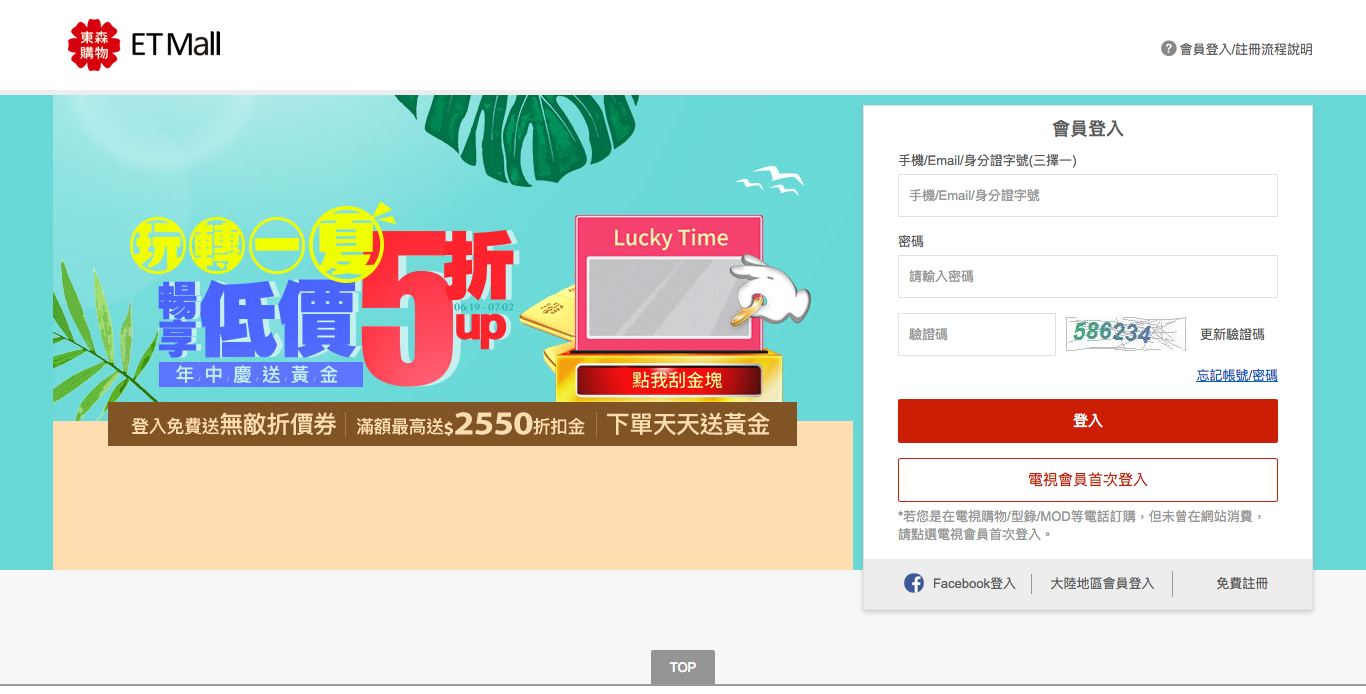 東森
購物
ET Mall
? 會員登入/註冊流程說明
玩轉一夏
暢享低價5折up
06/19 - 07/02
年中慶送黃金
Lucky Time
點我刮金塊
登入免費送無敵折價券
滿額最高送$2550折扣金
下單天天送黃金
會員登入
手機/Email/身分證字號(三擇一)
手機/Email/身分證字號
密碼
請輸入密碼
驗證碼
586234
更新驗證碼
忘記帳號/密碼
登入
電視會員首次登入
*若您是在電視購物/型錄/MOD等電話訂購，但未曾在網站消費，
請點選電視會員首次登入。
Facebook登入
大陸地區會員登入
免費註冊
TOP